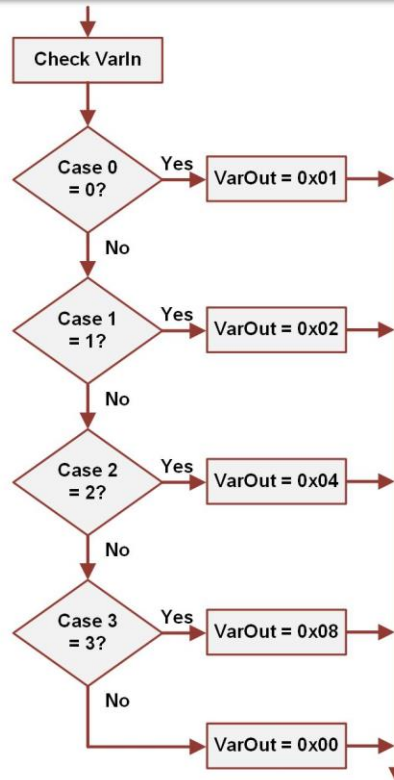 Check VarIn
Case 0
= 0?
Yes
VarOut = 0x01
No
Case 1
= 1?
Yes
VarOut = 0x02
No
Case 2
= 2?
Yes
VarOut = 0x04
No
Case 3
= 3?
Yes
VarOut = 0x08
No
VarOut = 0x00